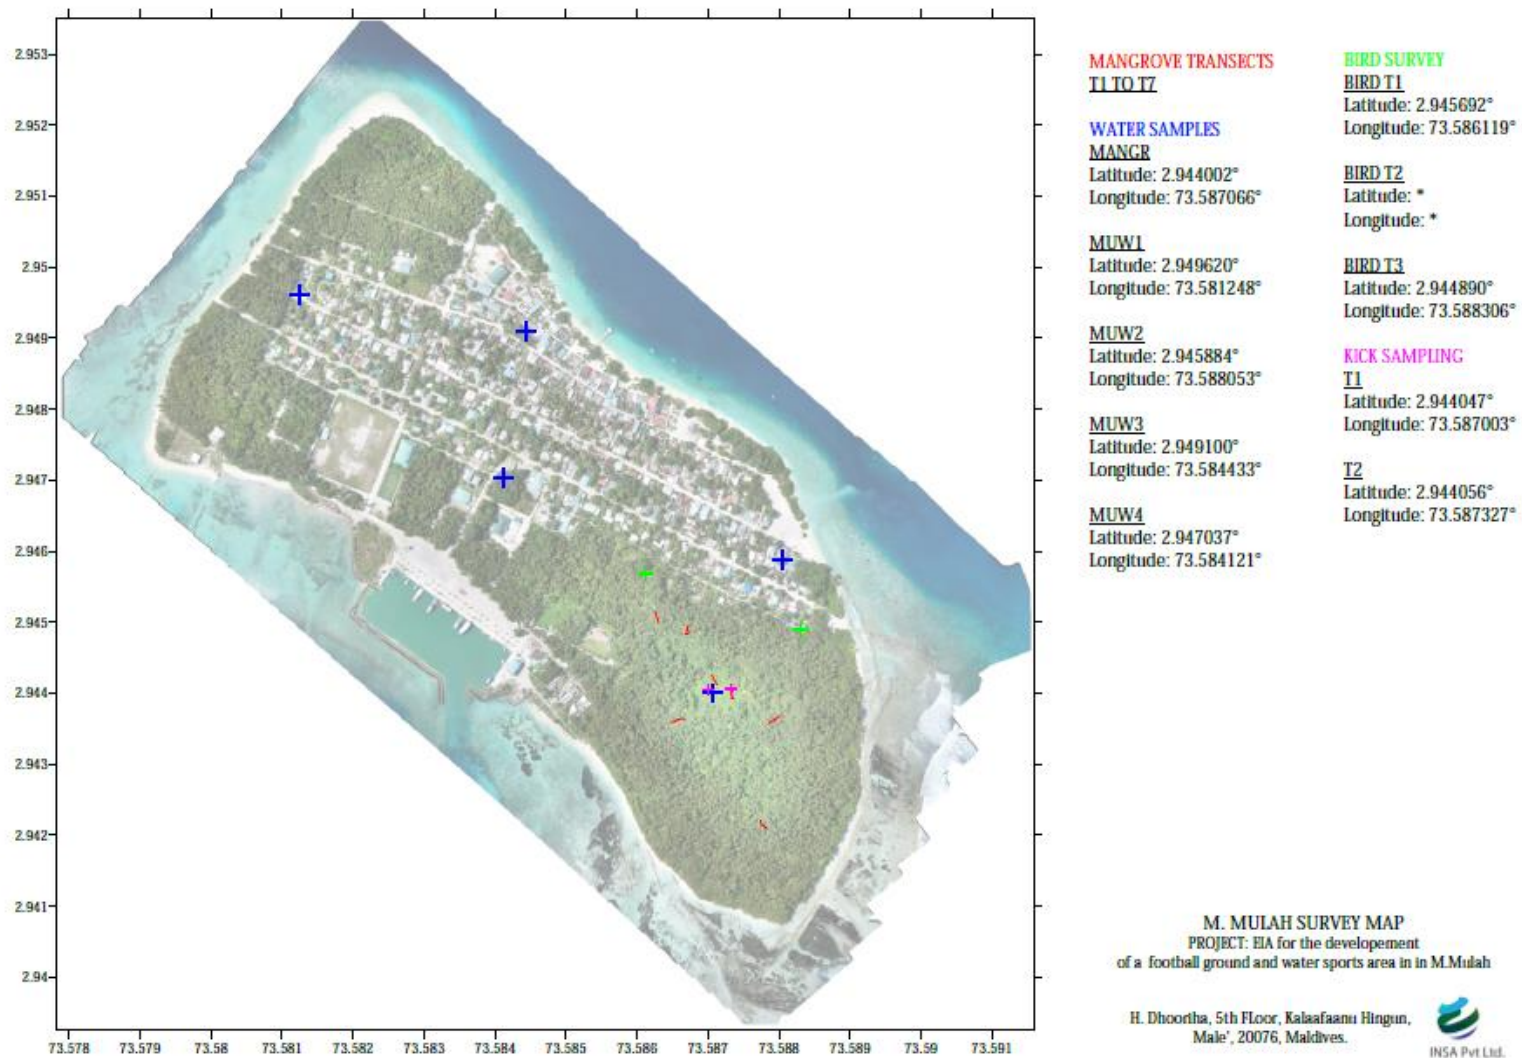 2.953
2.952
2.951
2.95
2.949
2.948
2.947
2.946
2.945
2.944
2.943
2.942
2.941
2.94
73.578 73.579 73.58 73.581 73.582 73.583 73.584 73.585 73.586 73.587 73.588 73.589 73.59 73.591
MANGROVE TRANSECTS
T1 TO T7
WATER SAMPLES
MANGR
Latitude: 2.944002°
Longitude: 73.587066°
MUW1
Latitude: 2.949620°
Longitude: 73.581248°
MUW2
Latitude: 2.945884°
Longitude: 73.588053°
MUW3
Latitude: 2.949100°
Longitude: 73.584433°
MUW4
Latitude: 2.947037°
Longitude: 73.584121°
BIRD SURVEY
BIRD T1
Latitude: 2.945692°
Longitude: 73.586119°
BIRD T2
Latitude: *
Longitude: *
BIRD T3
Latitude: 2.944890°
Longitude: 73.588306°
KICK SAMPLING
T1
Latitude: 2.944047°
Longitude: 73.587003°
T2
Latitude: 2.944056°
Longitude: 73.587327°
M. MULAH SURVEY MAP
PROJECT: EIA for the developement
of a football ground and water sports area in in M.Mulah
H. Dhoortha, 5th FLoor, Kalaafaanu Hingun,
Male', 20076, Maldives.
INSA Pvt Ltd.